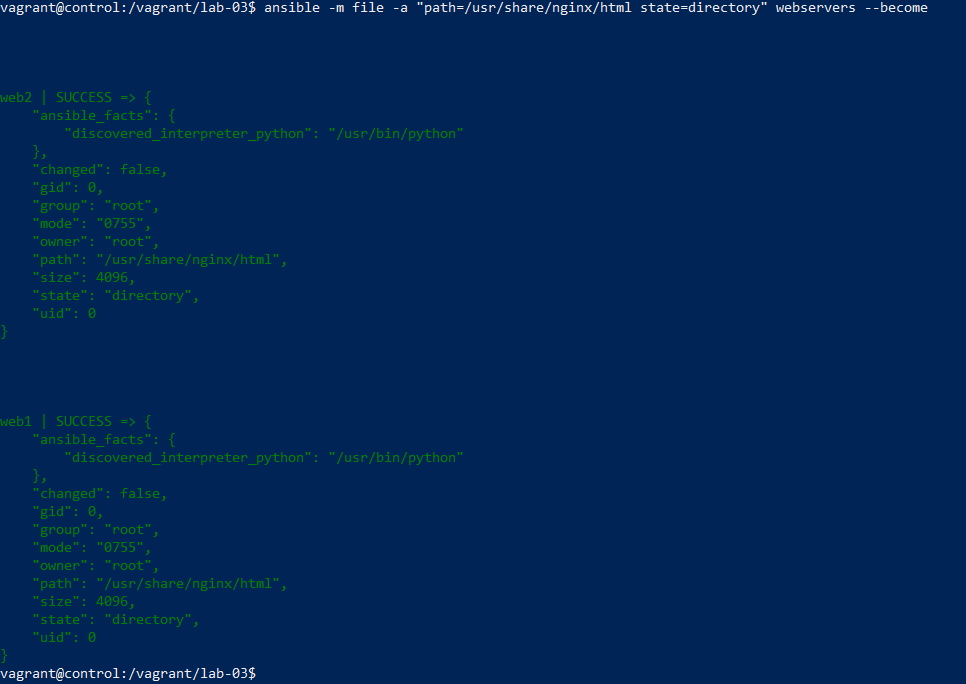 vagrant@control:/vagrant/lab-03$ ansible -m file -a "path=/usr/share/nginx/html state=directory" webservers --become
web2 | SUCCESS => {
    "ansible_facts": {
        "discovered_interpreter_python": "/usr/bin/python"
    },
    "changed": false,
    "gid": 0,
    "group": "root",
    "mode": "0755",
    "owner": "root",
    "path": "/usr/share/nginx/html",
    "size": 4096,
    "state": "directory",
    "uid": 0
}
web1 | SUCCESS => {
    "ansible_facts": {
        "discovered_interpreter_python": "/usr/bin/python"
    },
    "changed": false,
    "gid": 0,
    "group": "root",
    "mode": "0755",
    "owner": "root",
    "path": "/usr/share/nginx/html",
    "size": 4096,
    "state": "directory",
    "uid": 0
}
vagrant@control:/vagrant/lab-03$